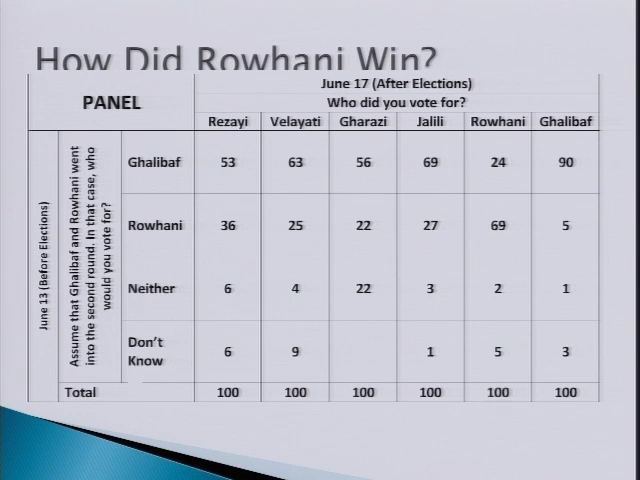 How Did Rowhani Win?
PANEL
June 17 (After Elections)
Who did you vote for?
Rezayi Velayati Gharazi Jalili Rowhani Ghalibaf
June 13 (Before Elections)
Assume that Ghalibaf and Rowhani went
into the second round. In that case, who
would you vote for?
Ghalibaf 53 63 56 69 24 90
Rowhani 36 25 22 27 69 5
Neither 6 4 22 3 2 1
Don't
Know 6 9 1 5 3
Total 100 100 100 100 100 100